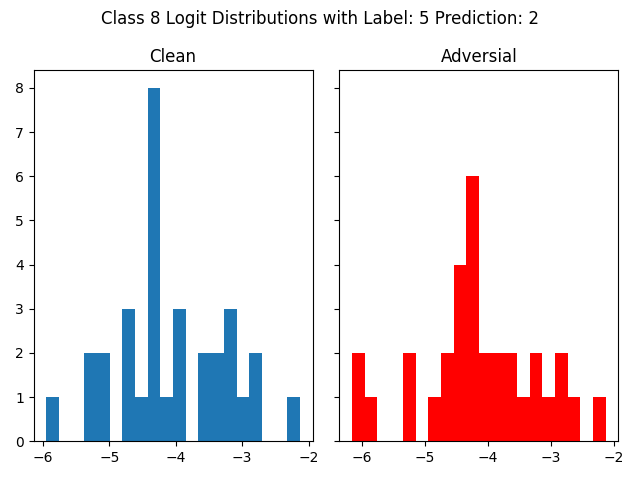 Class 8 Logit Distributions with Label: 5 Prediction: 2
Clean
Adversial
8
7
6
5
4
3
2
1
0
−6 −5 −4 −3 −2
−6 −5 −4 −3 −2